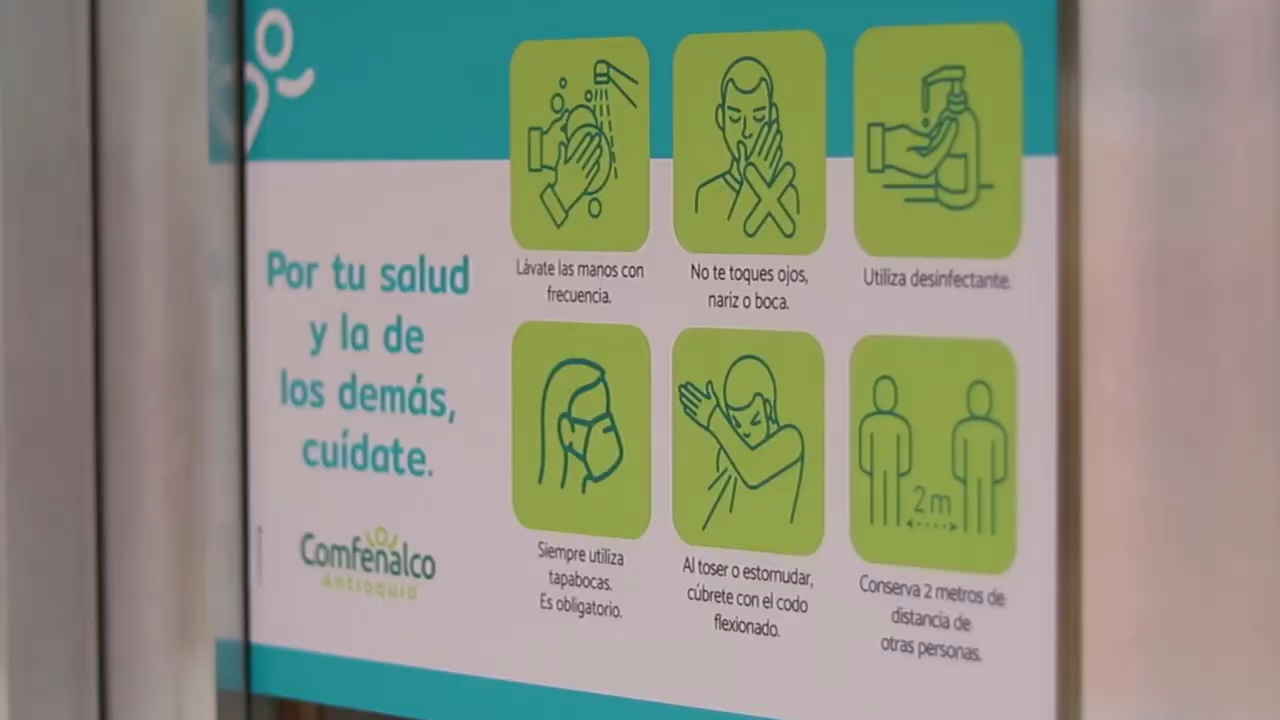 Por tu salud
y la de
los demás,
cuídate.
Comfenalco
Antioquia
Lávate las manos con
frecuencia.
No te toques ojos,
nariz o boca.
Utiliza desinfectante.
Siempre utiliza
tapabocas.
Es obligatorio.
Al toser o estornudar,
cúbrete con el codo
flexionado.
2 m
Conserva 2 metros de
distancia de
otras personas.